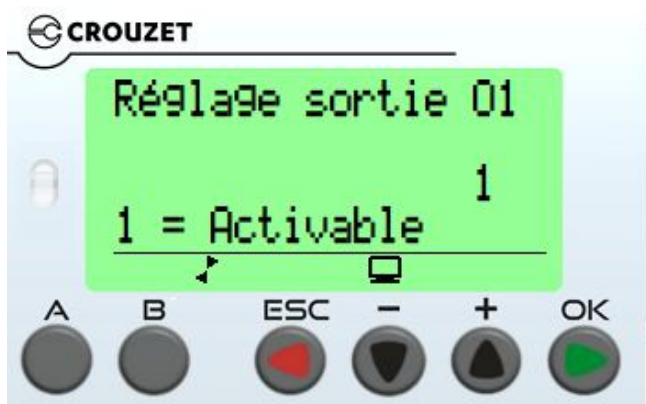 CROUZET
Réglage sortie O1
1
1 = Activable
A B ESC - + OK